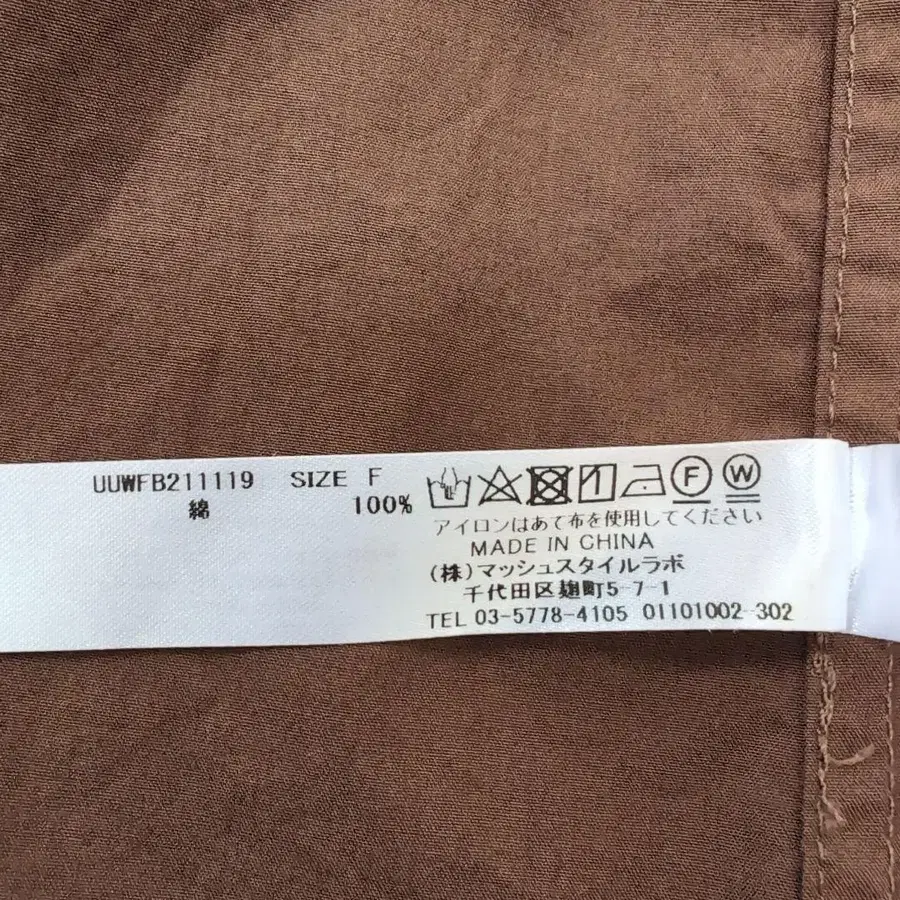 UUWFB211119 SIZE F
綿 100%
アイロンはあて布を使用してください
MADE IN CHINA
(株)マッシュスタイルラボ
千代田区麹町5-7-1
TEL 03-5778-4105 01101002-302